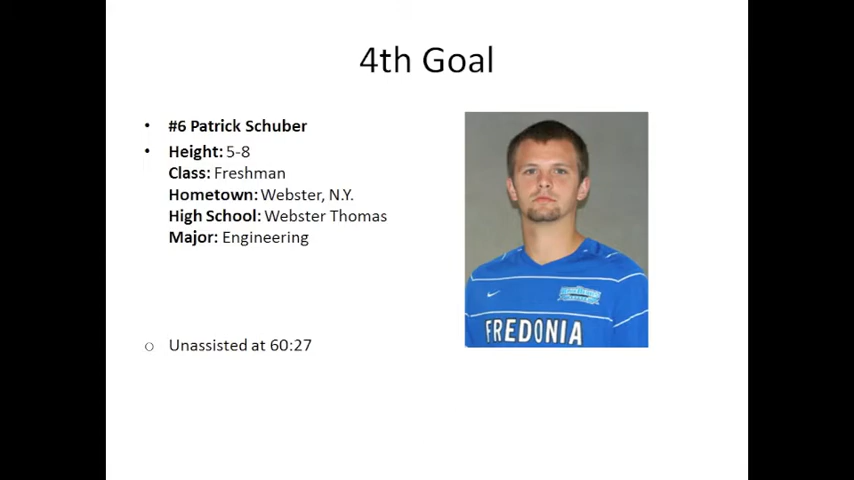 4th Goal
• #6 Patrick Schuber
• Height: 5-8
Class: Freshman
Hometown: Webster, N.Y.
High School: Webster Thomas
Major: Engineering
o Unassisted at 60:27
FREDONIA